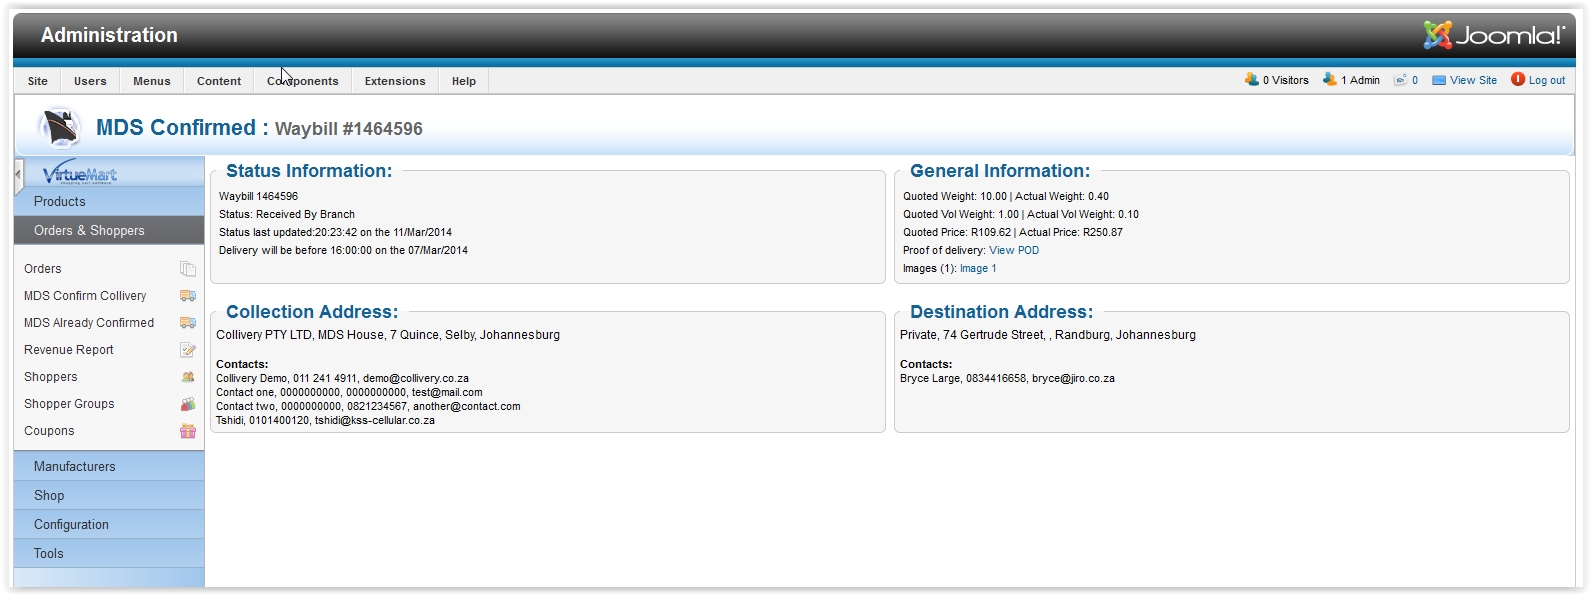 Administration
Joomla!
Site Users Menus Content Components Extensions Help
0 Visitors 1 Admin 0 View Site Log out
MDS Confirmed : Waybill #1464596
VirtueMart
Products
Orders & Shoppers
Orders
MDS Confirm Collivery
MDS Already Confirmed
Revenue Report
Shoppers
Shopper Groups
Coupons
Manufacturers
Shop
Configuration
Tools
Status Information:
Waybill 1464596
Status: Received By Branch
Status last updated:20:23:42 on the 11/Mar/2014
Delivery will be before 16:00:00 on the 07/Mar/2014
General Information:
Quoted Weight: 10.00 | Actual Weight: 0.40
Quoted Vol Weight: 1.00 | Actual Vol Weight: 0.10
Quoted Price: R109.62 | Actual Price: R250.87
Proof of delivery: View POD
Images (1): Image 1
Collection Address:
Collivery PTY LTD, MDS House, 7 Quince, Selby, Johannesburg
Contacts:
Collivery Demo, 011 241 4911, demo@collivery.co.za
Contact one, 0000000000, 0000000000, test@mail.com
Contact two, 0000000000, 0821234567, another@contact.com
Tshidi, 0101400120, tshidi@kss-cellular.co.za
Destination Address:
Private, 74 Gertrude Street, , Randburg, Johannesburg
Contacts:
Bryce Large, 0834416658, bryce@jiro.co.za